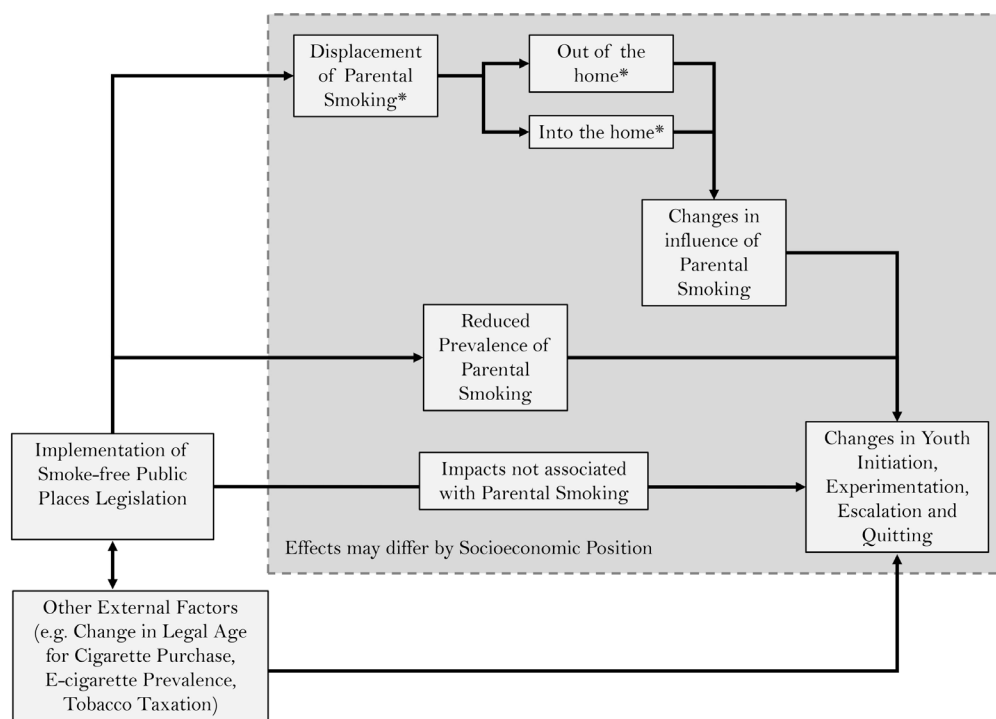 Displacement
of Parental
Smoking*
Out of the
home*
Into the home*
Changes in
influence of
Parental
Smoking
Reduced
Prevalence of
Parental
Smoking
Implementation of
Smoke-free Public
Places Legislation
Impacts not associated
with Parental Smoking
Changes in Youth
Initiation,
Experimentation,
Escalation and
Quitting
Effects may differ by Socioeconomic Position
Other External Factors
(e.g. Change in Legal Age
for Cigarette Purchase,
E-cigarette Prevalence,
Tobacco Taxation)